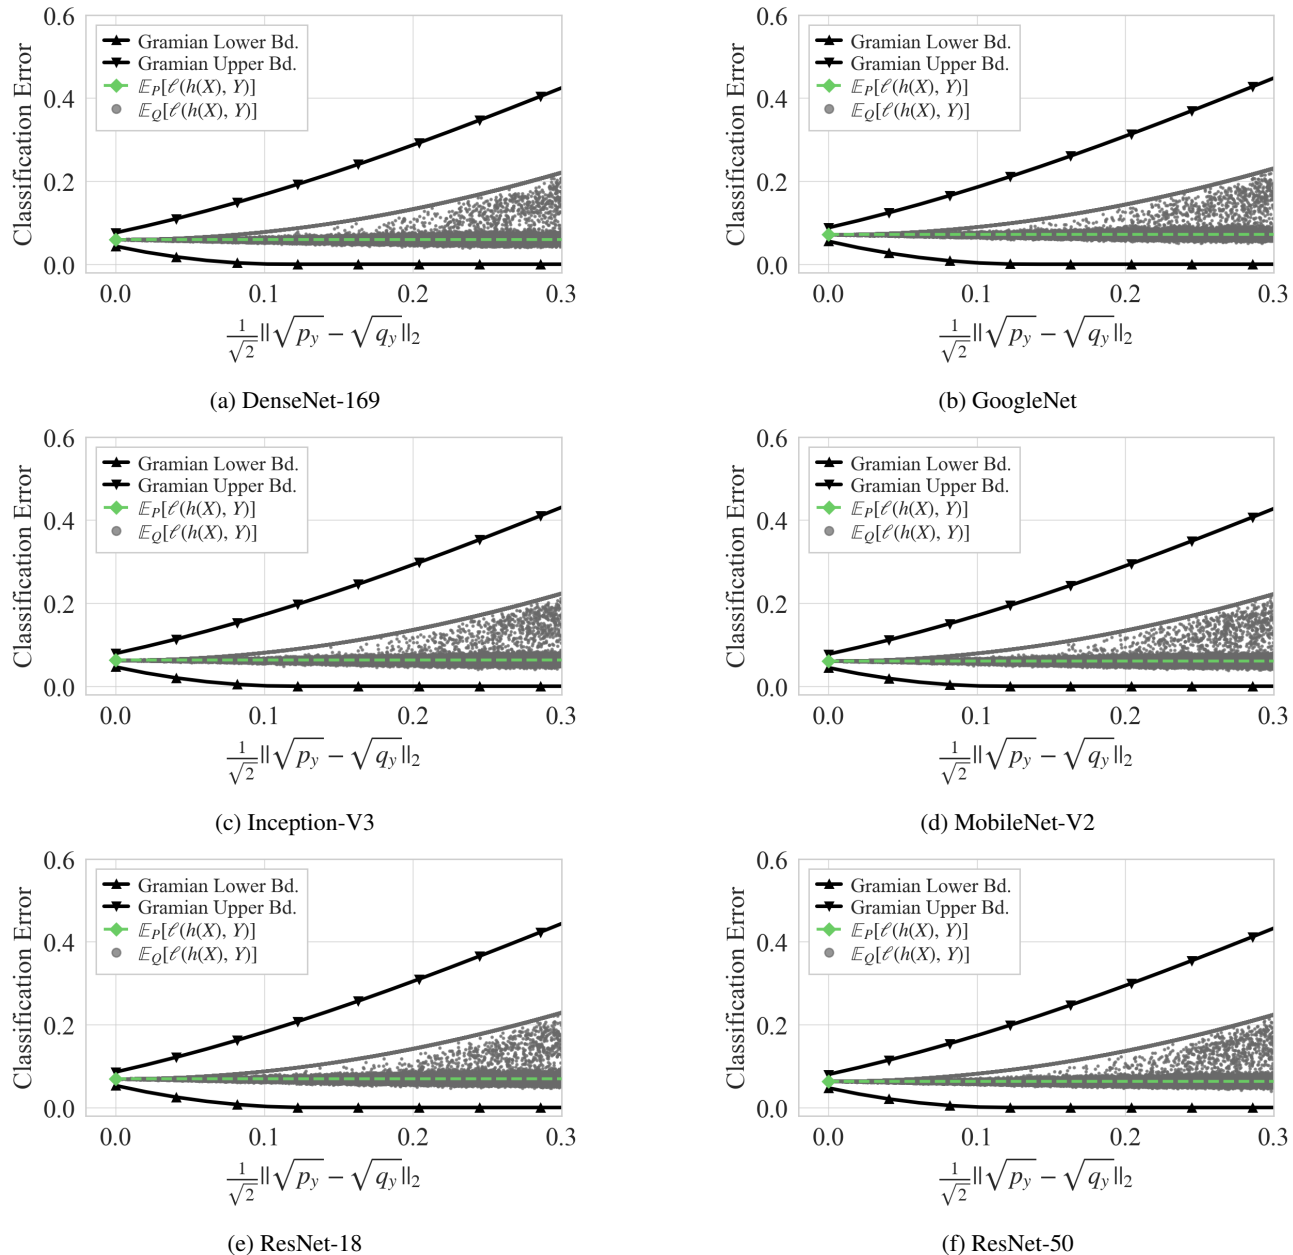 0.6
0.4
0.2
0.0
Classification Error
Gramian Lower Bd.
Gramian Upper Bd.
𝔼_P[ℓ(h(X), Y)]
𝔼_Q[ℓ(h(X), Y)]
0.0 0.1 0.2 0.3
1/√2 ||√p_y − √q_y||₂
(a) DenseNet-169
0.6
0.4
0.2
0.0
Classification Error
Gramian Lower Bd.
Gramian Upper Bd.
𝔼_P[ℓ(h(X), Y)]
𝔼_Q[ℓ(h(X), Y)]
0.0 0.1 0.2 0.3
1/√2 ||√p_y − √q_y||₂
(b) GoogleNet
0.6
0.4
0.2
0.0
Classification Error
Gramian Lower Bd.
Gramian Upper Bd.
𝔼_P[ℓ(h(X), Y)]
𝔼_Q[ℓ(h(X), Y)]
0.0 0.1 0.2 0.3
1/√2 ||√p_y − √q_y||₂
(c) Inception-V3
0.6
0.4
0.2
0.0
Classification Error
Gramian Lower Bd.
Gramian Upper Bd.
𝔼_P[ℓ(h(X), Y)]
𝔼_Q[ℓ(h(X), Y)]
0.0 0.1 0.2 0.3
1/√2 ||√p_y − √q_y||₂
(d) MobileNet-V2
0.6
0.4
0.2
0.0
Classification Error
Gramian Lower Bd.
Gramian Upper Bd.
𝔼_P[ℓ(h(X), Y)]
𝔼_Q[ℓ(h(X), Y)]
0.0 0.1 0.2 0.3
1/√2 ||√p_y − √q_y||₂
(e) ResNet-18
0.6
0.4
0.2
0.0
Classification Error
Gramian Lower Bd.
Gramian Upper Bd.
𝔼_P[ℓ(h(X), Y)]
𝔼_Q[ℓ(h(X), Y)]
0.0 0.1 0.2 0.3
1/√2 ||√p_y − √q_y||₂
(f) ResNet-50